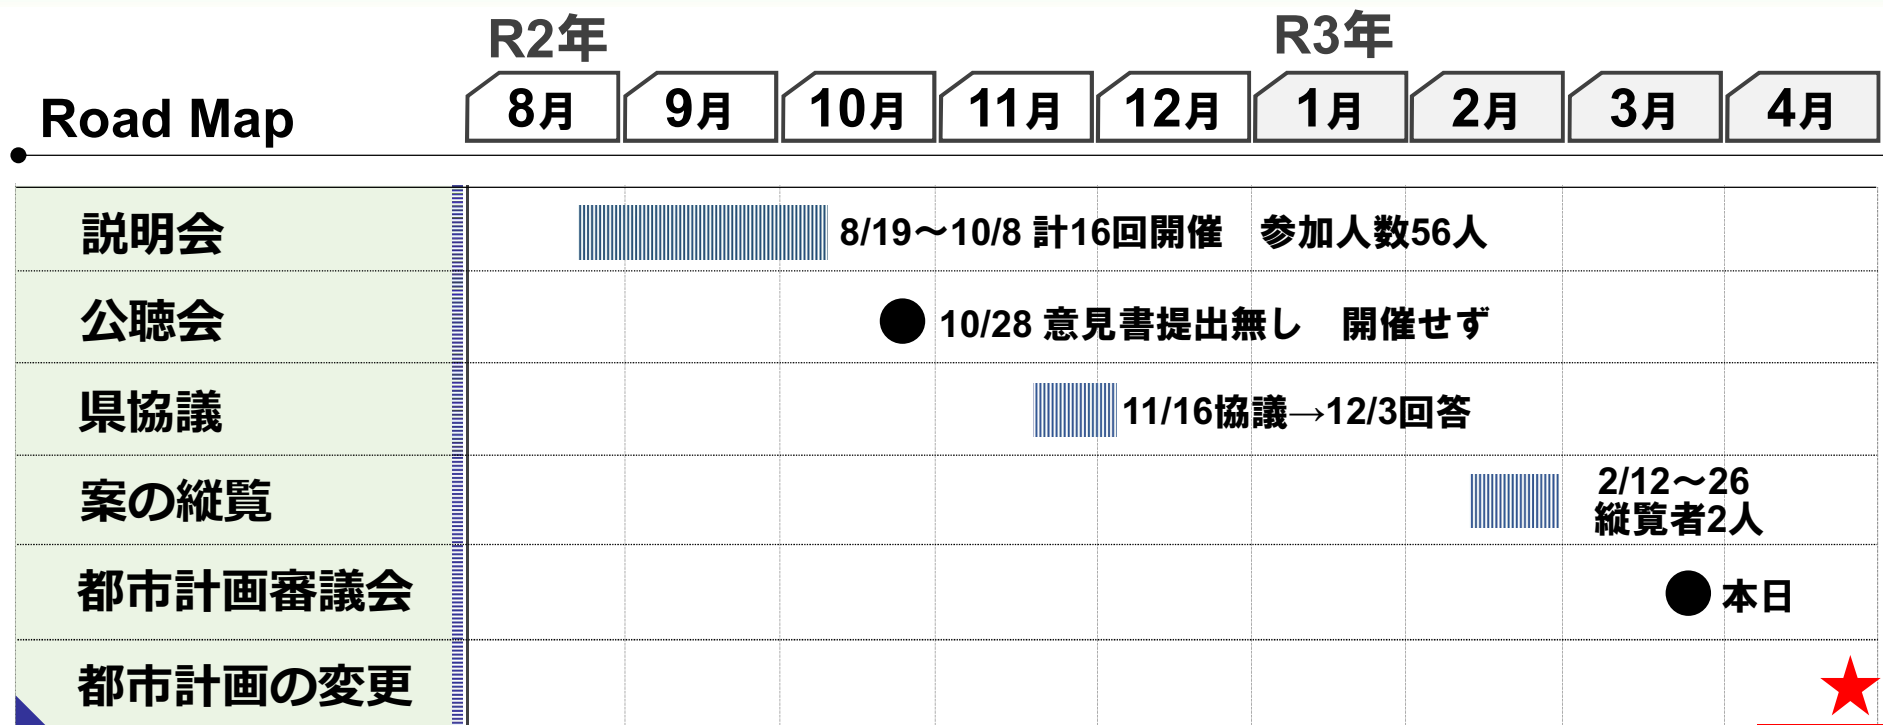 R2年 R3年
Road Map 8月 9月 10月 11月 12月 1月 2月 3月 4月
説明会 8/19～10/8 計16回開催　参加人数56人
公聴会 10/28 意見書提出無し　開催せず
県協議 11/16協議→12/3回答
案の縦覧 2/12～26
縦覧者2人
都市計画審議会 本日
都市計画の変更